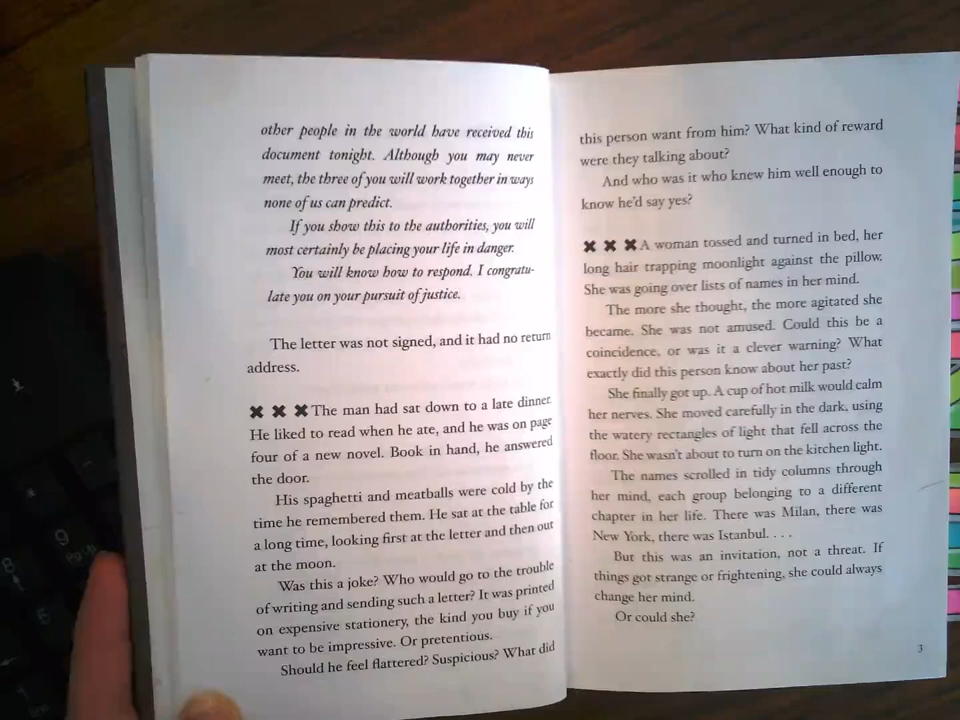 other people in the world have received this
document tonight. Although you may never
meet, the three of you will work together in ways
none of us can predict.
If you show this to the authorities, you will
most certainly be placing your life in danger.
You will know how to respond. I congratu-
late you on your pursuit of justice.
The letter was not signed, and it had no return
address.
✖ ✖ ✖ The man had sat down to a late dinner.
He liked to read when he ate, and he was on page
four of a new novel. Book in hand, he answered
the door.
His spaghetti and meatballs were cold by the
time he remembered them. He sat at the table for
a long time, looking first at the letter and then out
at the moon.
Was this a joke? Who would go to the trouble
of writing and sending such a letter? It was printed
on expensive stationery, the kind you buy if you
want to be impressive. Or pretentious.
Should he feel flattered? Suspicious? What did
this person want from him? What kind of reward
were they talking about?
And who was it who knew him well enough to
know he'd say yes?
✖ ✖ ✖ A woman tossed and turned in bed, her
long hair trapping moonlight against the pillow.
She was going over lists of names in her mind.
The more she thought, the more agitated she
became. She was not amused. Could this be a
coincidence, or was it a clever warning? What
exactly did this person know about her past?
She finally got up. A cup of hot milk would calm
her nerves. She moved carefully in the dark, using
the watery rectangles of light that fell across the
floor. She wasn't about to turn on the kitchen light.
The names scrolled in tidy columns through
her mind, each group belonging to a different
chapter in her life. There was Milan, there was
New York, there was Istanbul. . . .
But this was an invitation, not a threat. If
things got strange or frightening, she could always
change her mind.
Or could she?
3
9
PgUp
8
6